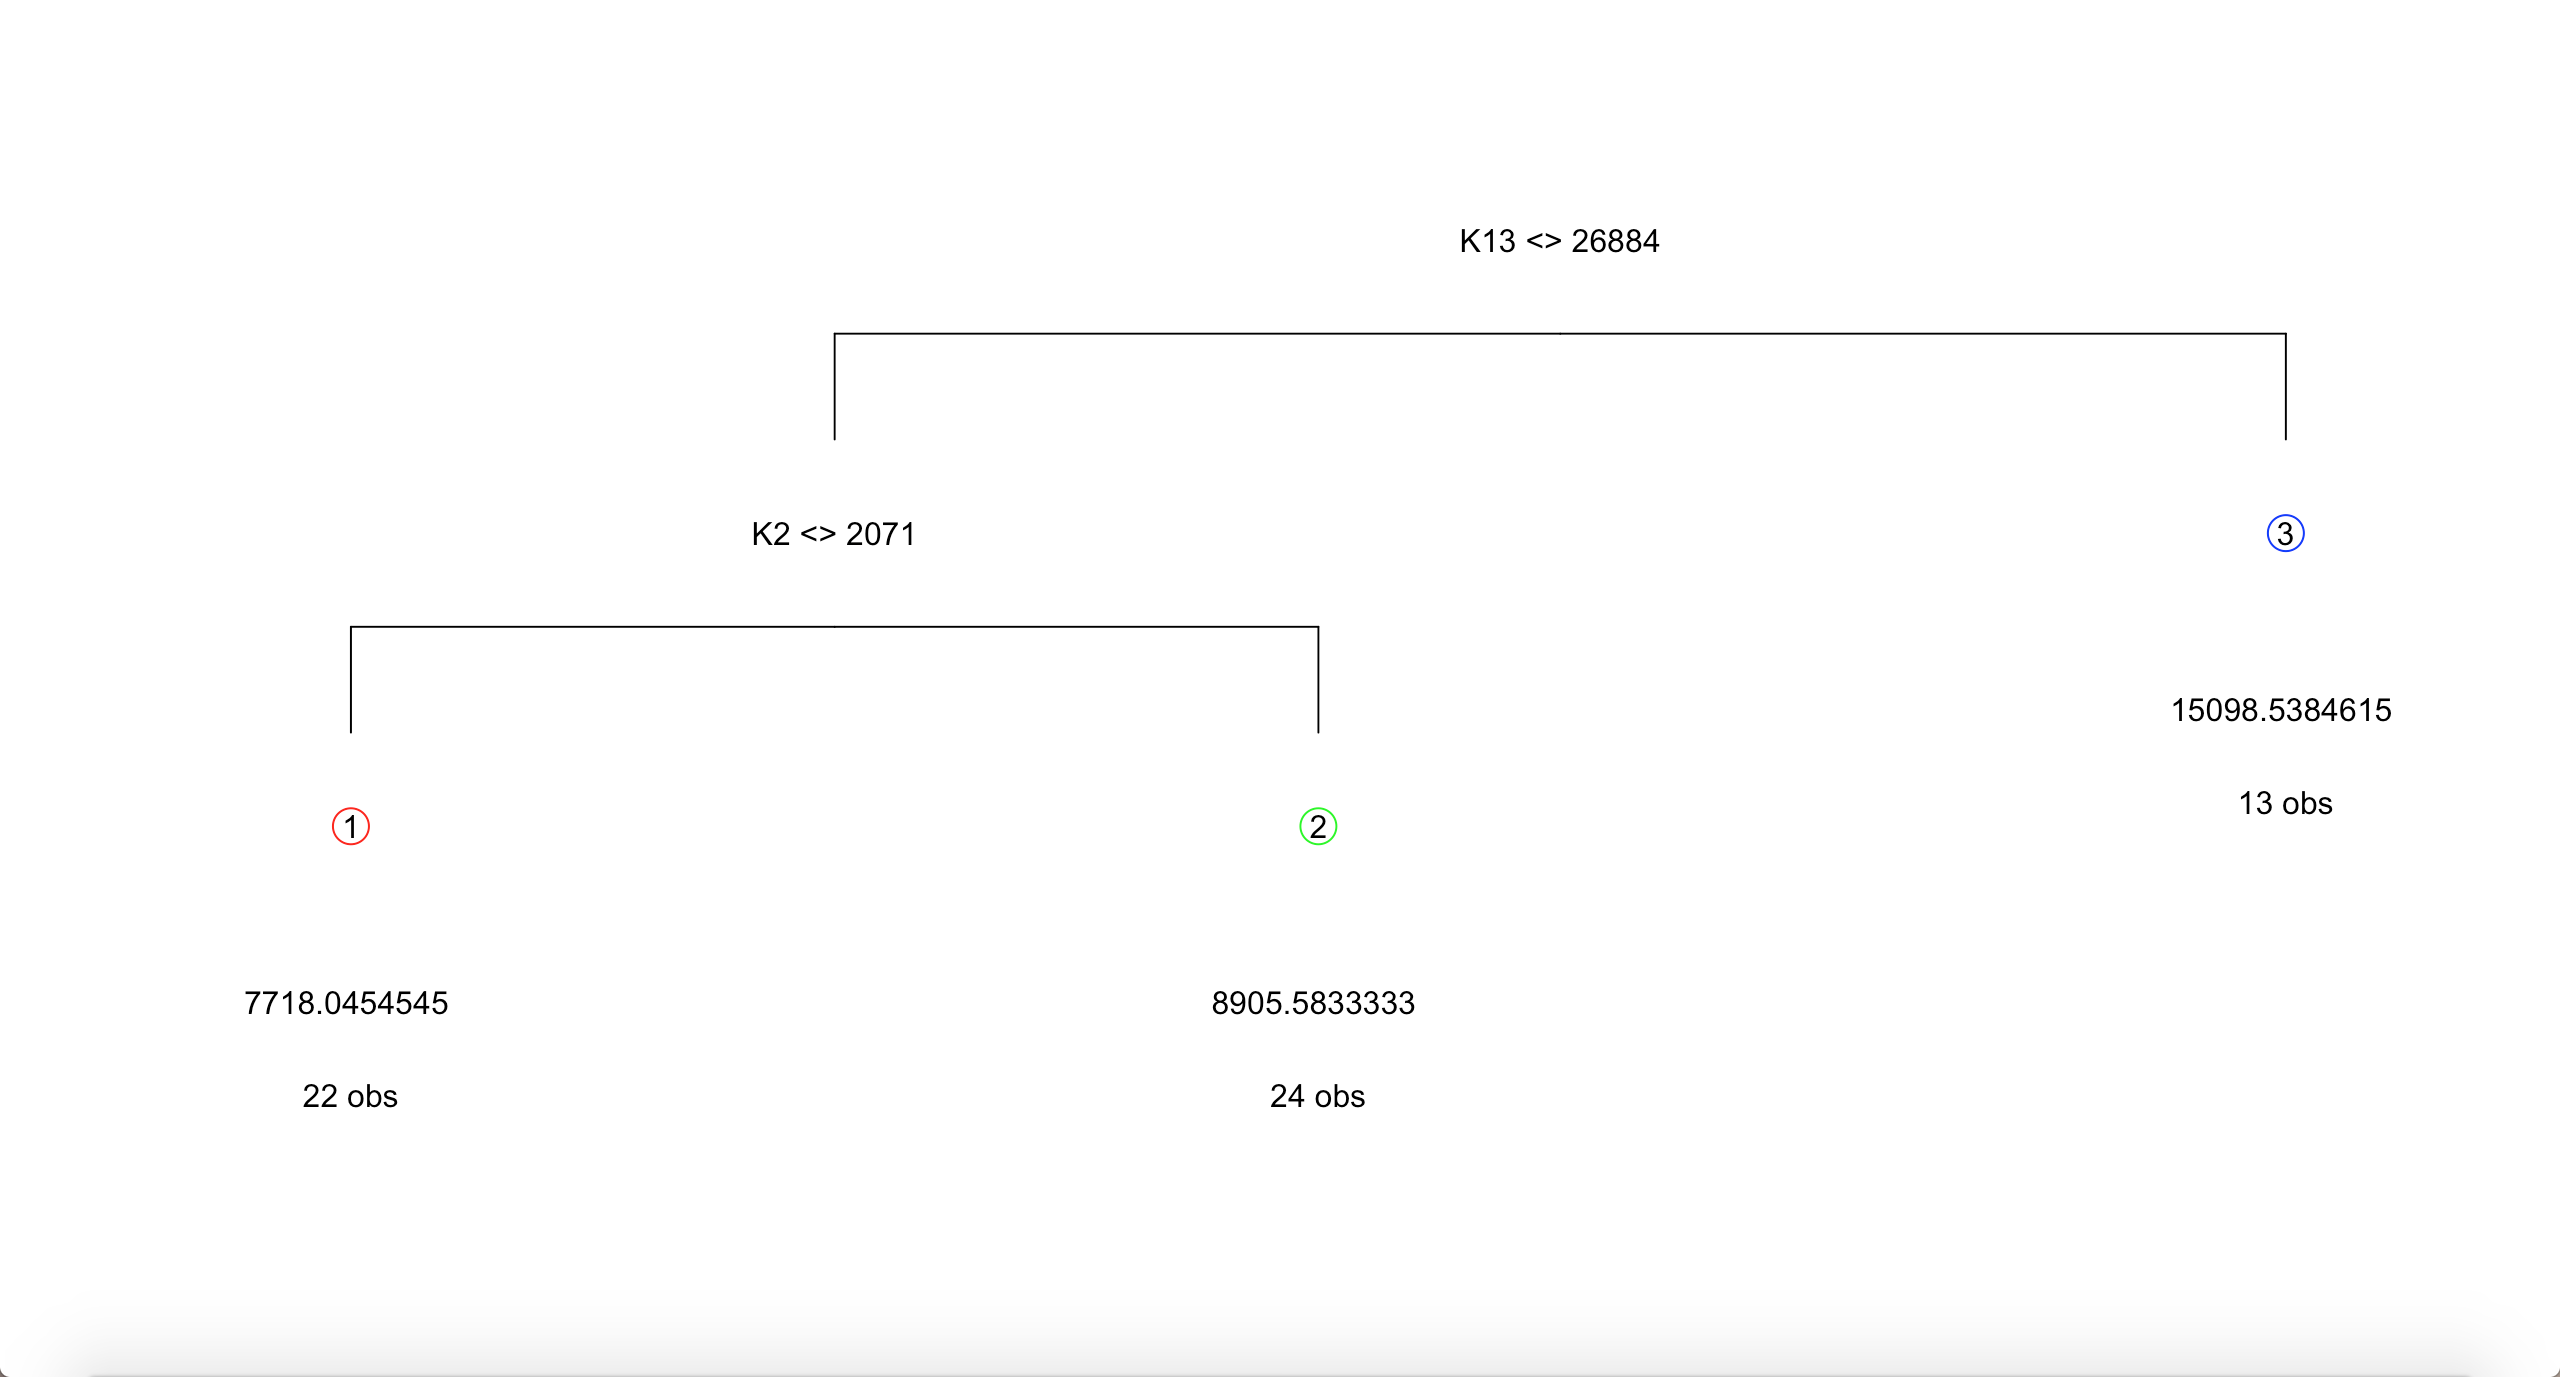 K13 <> 26884
K2 <> 2071
3
15098.5384615
13 obs
1
2
7718.0454545
8905.5833333
22 obs
24 obs